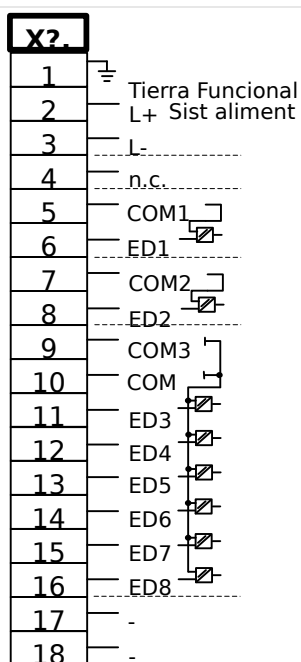 X?.
1
Tierra Funcional
2 L+ Sist aliment
3 L-
4 n.c.
5 COM1
6 ED1
7 COM2
8 ED2
9 COM3
10 COM
11 ED3
12 ED4
13 ED5
14 ED6
15 ED7
16 ED8
17 -
18 -